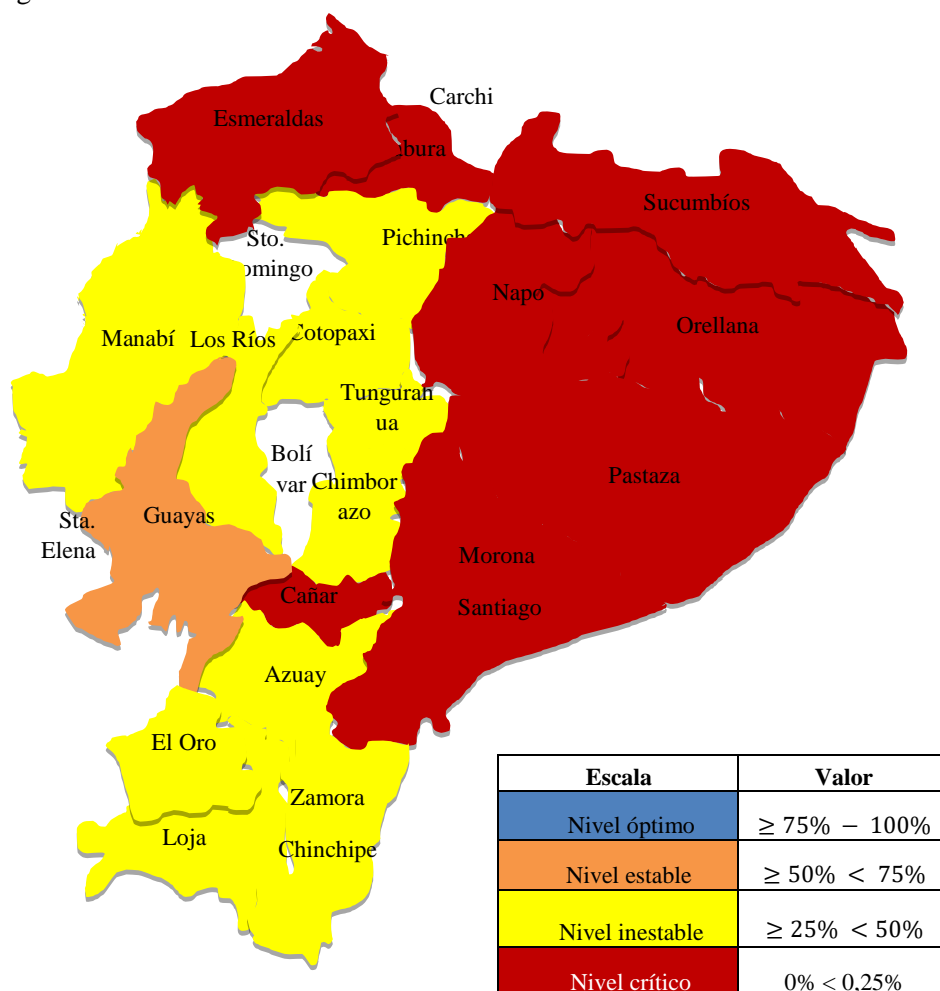 Carchi
Esmeraldas
ibura
Sucumbíos
Sto.
omingo
Pichinch
Napo
Orellana
Manabí
Los Ríos
Cotopaxi
Tungurah
ua
Bolí
var
Chimbor
azo
Pastaza
Sta.
Elena
Guayas
Morona
Santiago
Cañar
Azuay
El Oro
Zamora
Chinchipe
Loja
Escala Valor
Nivel óptimo ≥ 75% − 100%
Nivel estable ≥ 50% < 75%
Nivel inestable ≥ 25% < 50%
Nivel crítico 0% < 0,25%